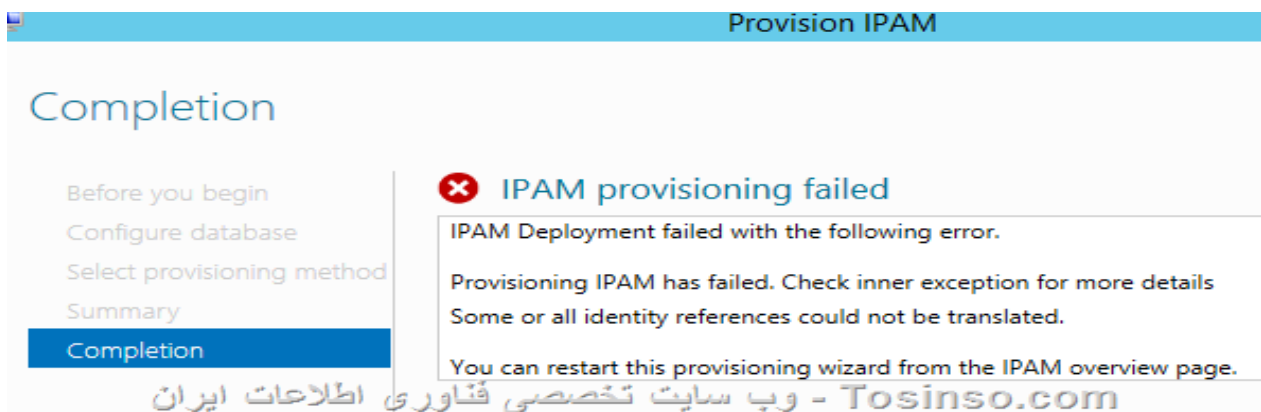 Provision IPAM
Completion
Before you begin
Configure database
Select provisioning method
Summary
Completion
IPAM provisioning failed
IPAM Deployment failed with the following error.
Provisioning IPAM has failed. Check inner exception for more details
Some or all identity references could not be translated.
You can restart this provisioning wizard from the IPAM overview page.
Tosinso.com - وب سایت تخصصی فناوری اطلاعات ایران